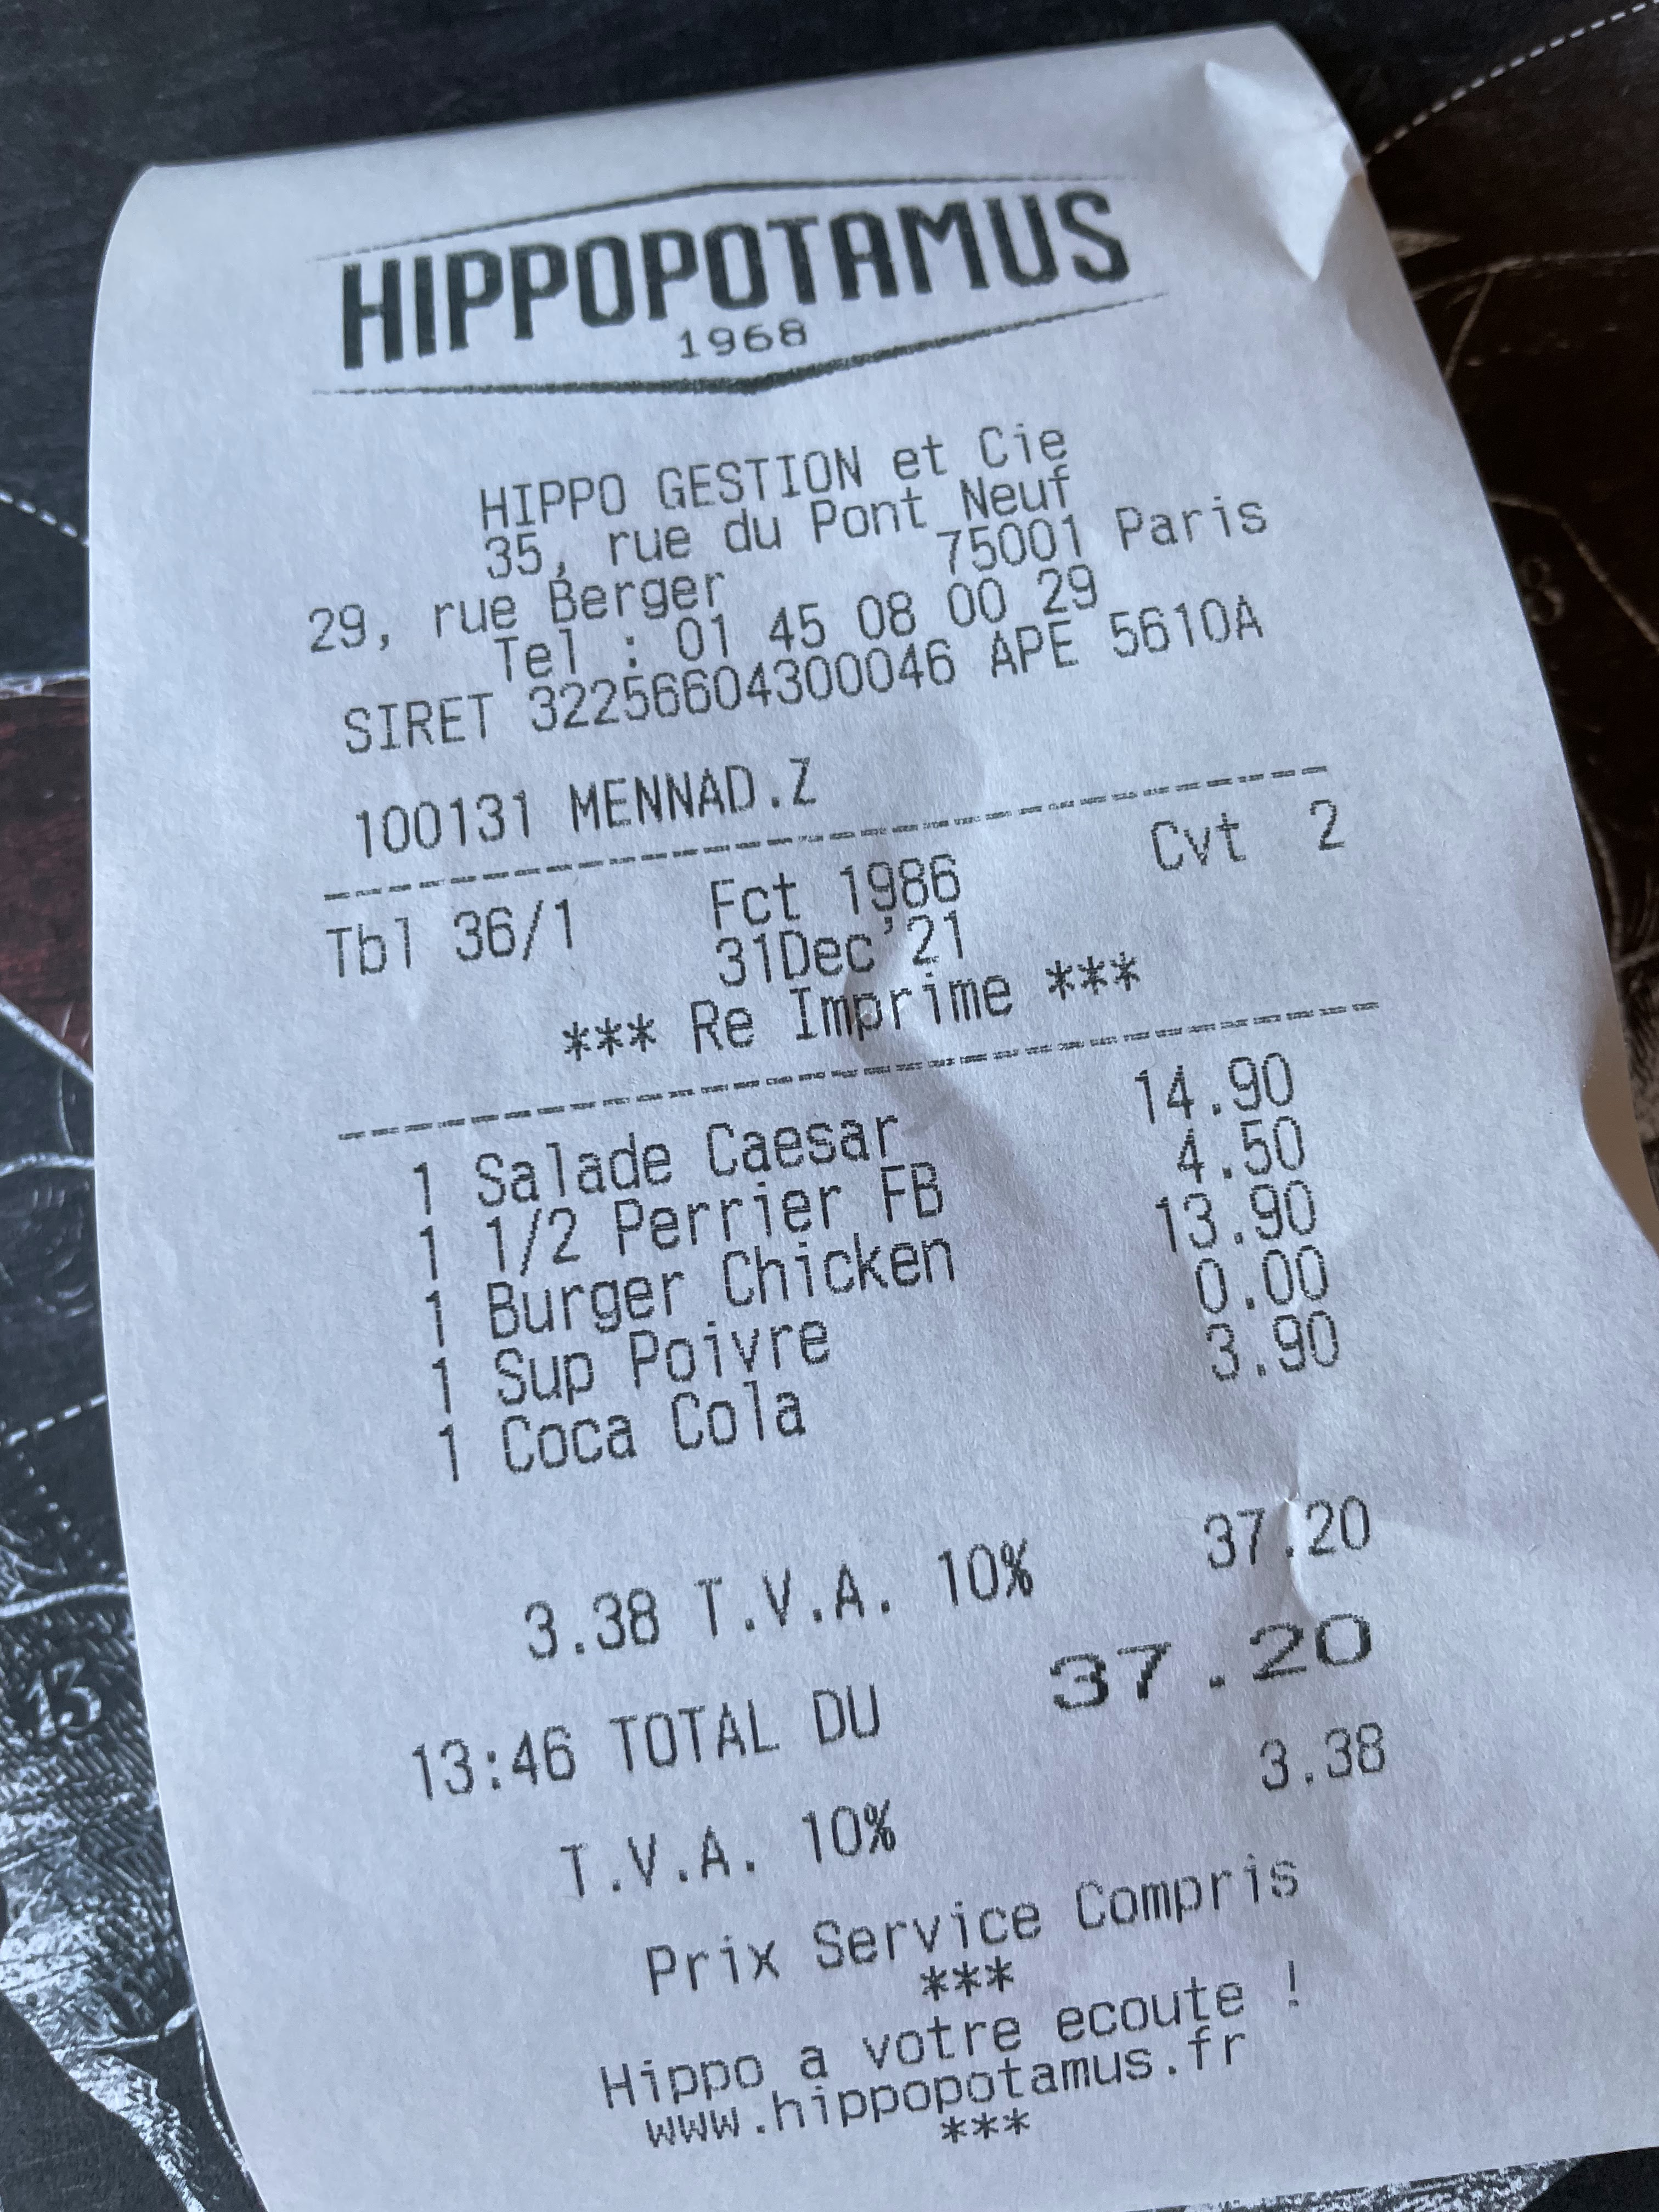 HIPPOPOTAMUS
1968
HIPPO GESTION et Cie
35, rue du Pont Neuf
29, rue Berger 75001 Paris
Tel : 01 45 08 00 29
SIRET 32256604300046 APE 5610A
100131 MENNAD.Z
Tbl 36/1 Fct 1986 Cvt 2
31Dec'21
*** Re Imprime ***
1 Salade Caesar 14.90
1 1/2 Perrier FB 4.50
1 Burger Chicken 13.90
1 Sup Poivre 0.00
1 Coca Cola 3.90
3.38 T.V.A. 10% 37.20
13:46 TOTAL DU 37.20
T.V.A. 10% 3.38
Prix Service Compris
***
Hippo a votre ecoute !
www.hippopotamus.fr
***
13